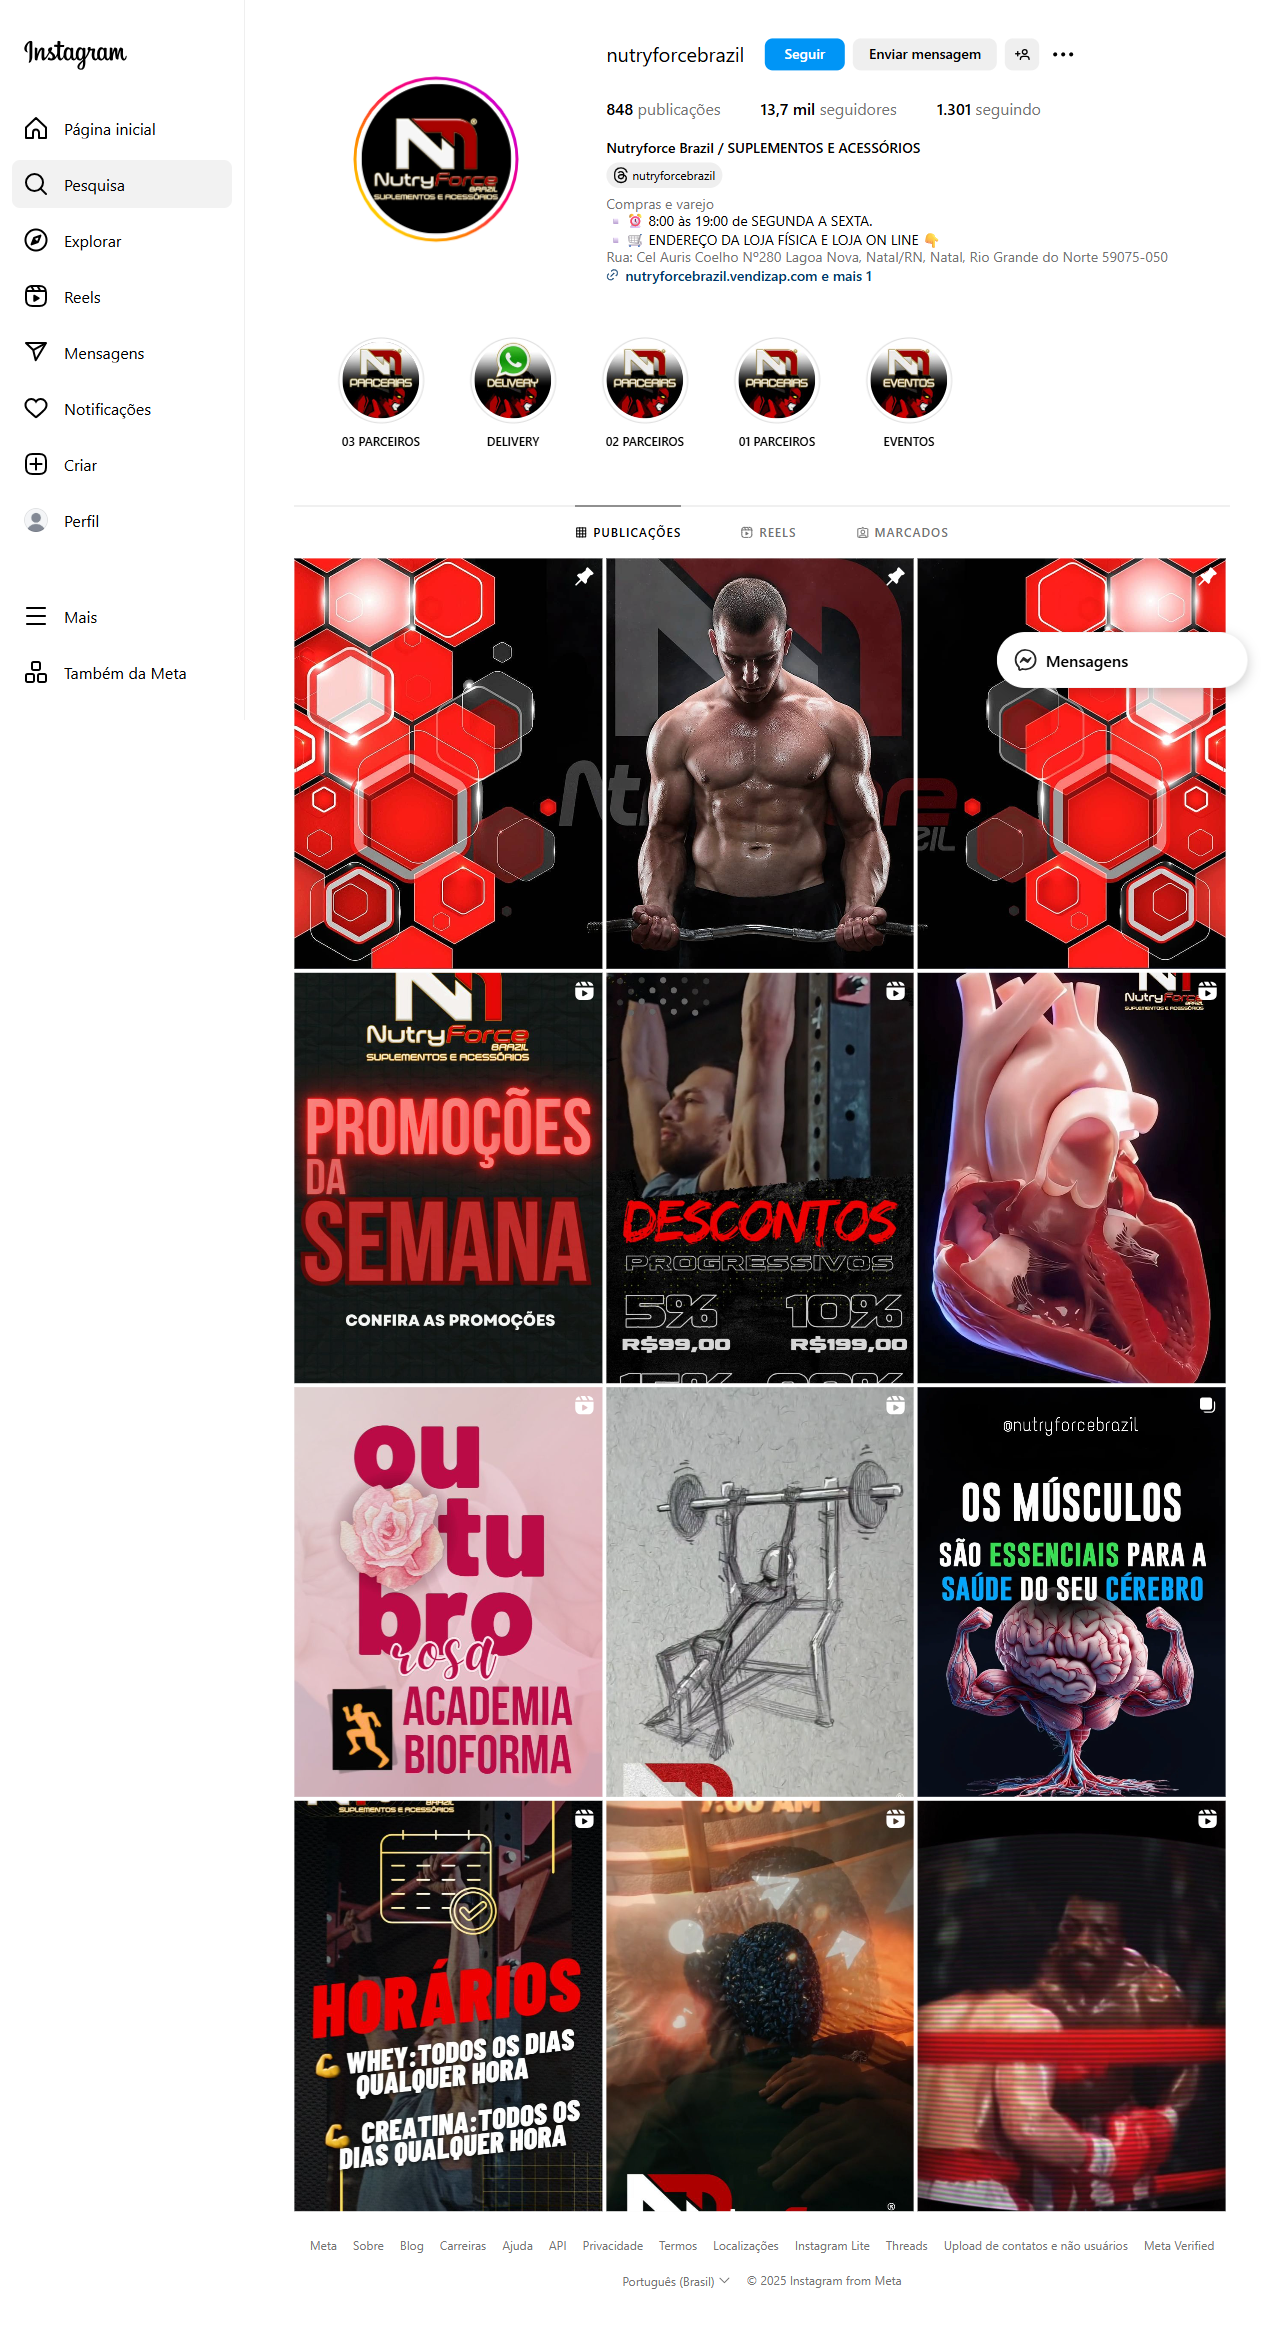 Instagram
Página inicial
Pesquisa
Explorar
Reels
Mensagens
Notificações
Criar
Perfil
Mais
Também da Meta
nutryforcebrazil
Seguir
Enviar mensagem
848 publicações
13,7 mil seguidores
1.301 seguindo
Nutryforce Brazil / SUPLEMENTOS E ACESSÓRIOS
nutryforcebrazil
Compras e varejo
8:00 às 19:00 de SEGUNDA A SEXTA.
ENDEREÇO DA LOJA FÍSICA E LOJA ON LINE
Rua: Cel Auris Coelho Nº280 Lagoa Nova, Natal/RN, Natal, Rio Grande do Norte 59075-050
nutryforcebrazil.vendizap.com e mais 1
NutryForce
BRAZIL
SUPLEMENTOS E ACESSÓRIOS
PARCERIAS
DELIVERY
PARCERIAS
PARCERIAS
EVENTOS
03 PARCEIROS
DELIVERY
02 PARCEIROS
01 PARCEIROS
EVENTOS
PUBLICAÇÕES
REELS
MARCADOS
Mensagens
NutryForce
BRAZIL
SUPLEMENTOS E ACESSÓRIOS
PROMOÇÕES
DA
SEMANA
CONFIRA AS PROMOÇÕES
DESCONTOS
PROGRESSIVOS
5% 10%
R$99,00 R$199,00
NutryForce
BRAZIL
SUPLEMENTOS E ACESSÓRIOS
ou
tu
bro
rosa
ACADEMIA
BIOFORMA
@nutryforcebrazil
OS MÚSCULOS
SÃO ESSENCIAIS PARA A
SAÚDE DO SEU CÉREBRO
BRAZIL
SUPLEMENTOS E ACESSÓRIOS
HORÁRIOS
WHEY:TODOS OS DIAS
QUALQUER HORA
CREATINA:TODOS OS
DIAS QUALQUER HORA
7:00 AM
Meta
Sobre
Blog
Carreiras
Ajuda
API
Privacidade
Termos
Localizações
Instagram Lite
Threads
Upload de contatos e não usuários
Meta Verified
Português (Brasil)
© 2025 Instagram from Meta